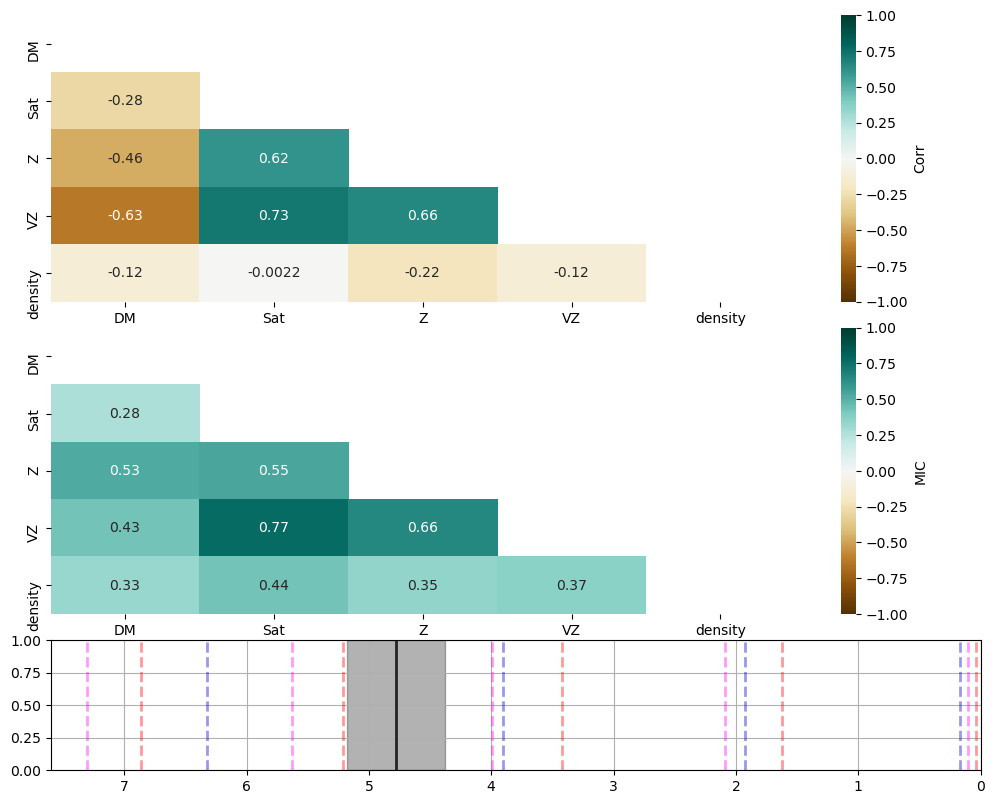 DM
Sat
Z
VZ
density
-0.28
-0.46 0.62
-0.63 0.73 0.66
-0.12 -0.0022 -0.22 -0.12
DM Sat Z VZ density
1.00
0.75
0.50
0.25
0.00
−0.25
−0.50
−0.75
−1.00
Corr
DM
Sat
Z
VZ
density
0.28
0.53 0.55
0.43 0.77 0.66
0.33 0.44 0.35 0.37
DM Sat Z VZ density
1.00
0.75
0.50
0.25
0.00
−0.25
−0.50
−0.75
−1.00
MIC
1.00
0.75
0.50
0.25
0.00
7 6 5 4 3 2 1 0